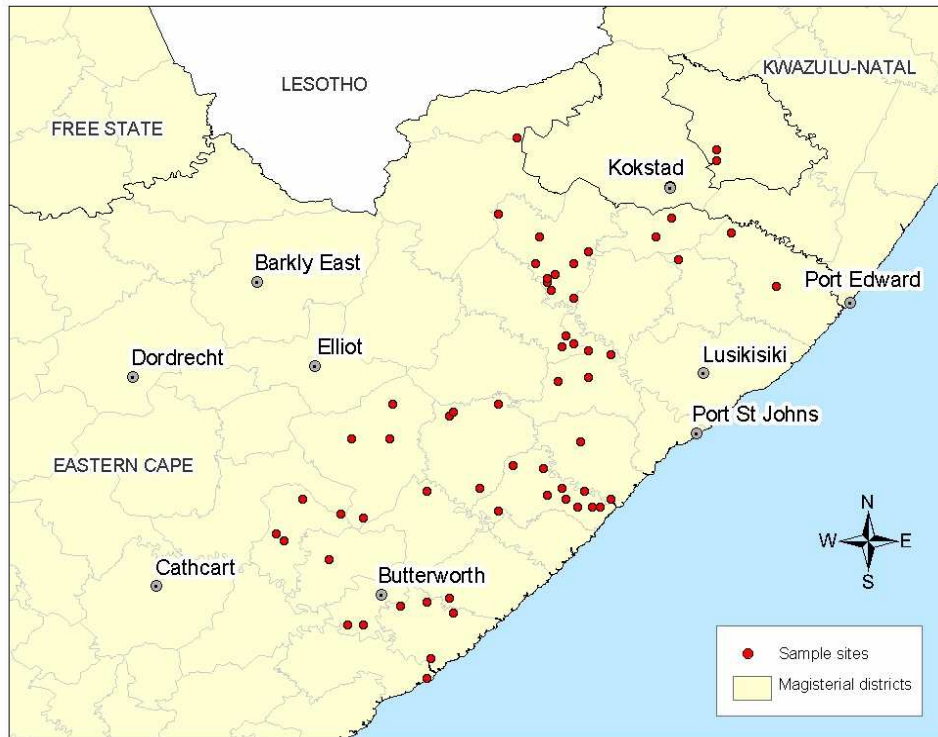 LESOTHO
KWAZULU-NATAL
FREE STATE
Kokstad
Barkly East
Port Edward
Dordrecht
Elliot
Lusikisiki
Port St Johns
EASTERN CAPE
N
W
E
S
Cathcart
Butterworth
Sample sites
Magisterial districts